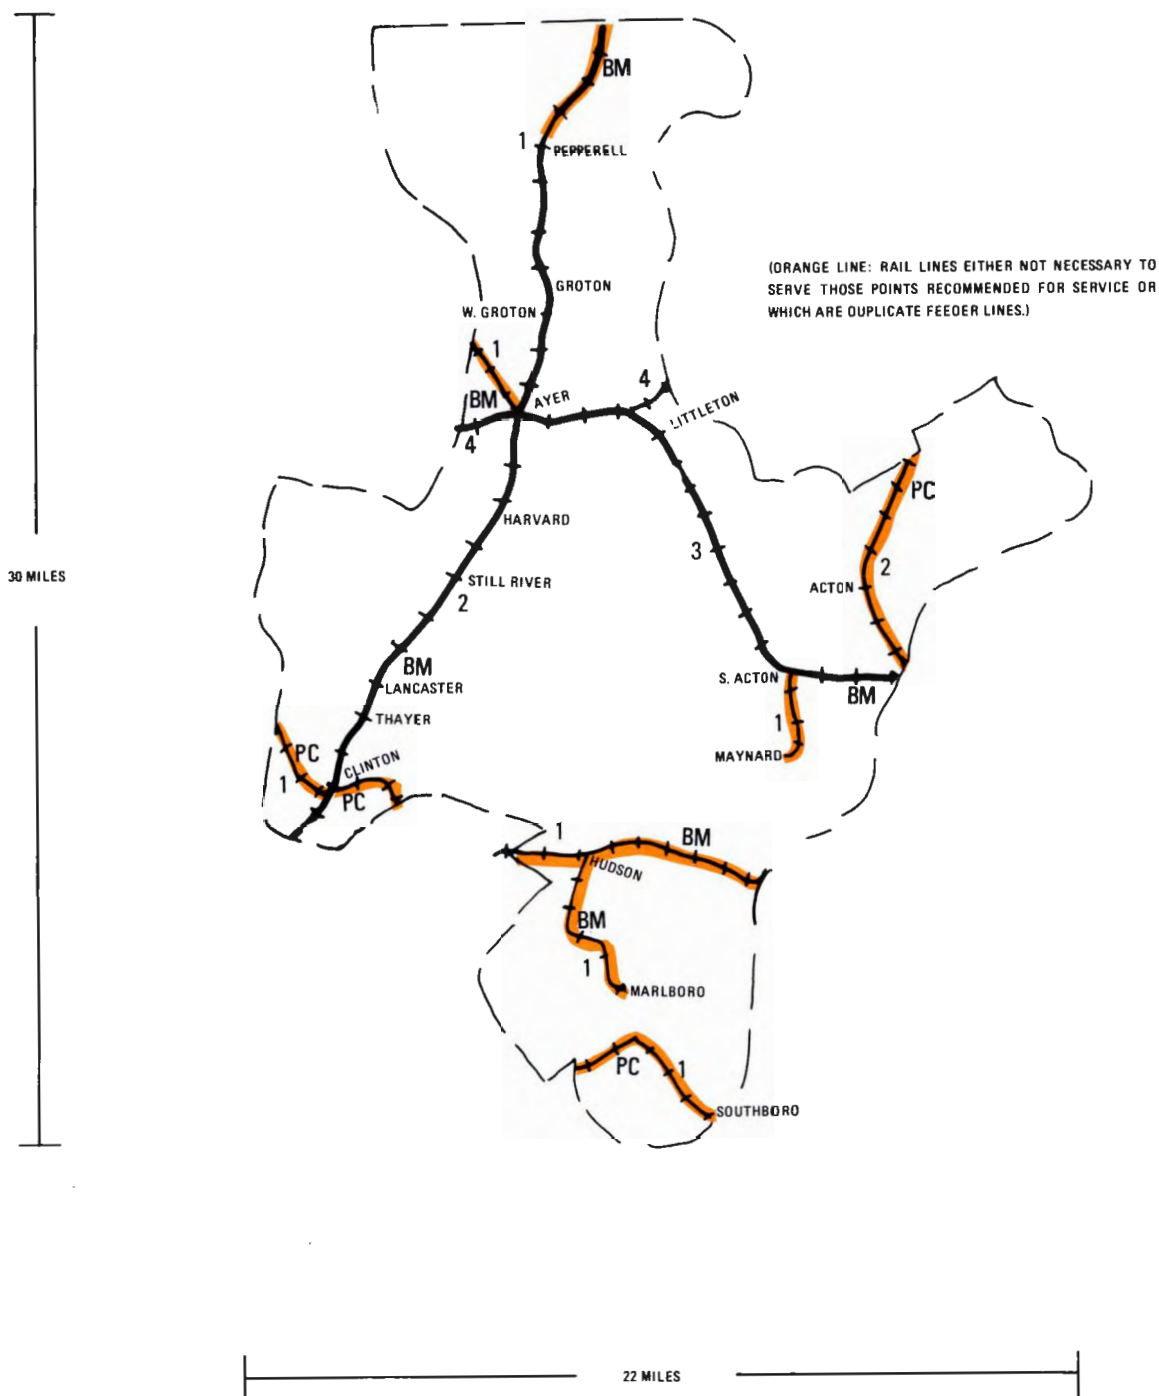 BM
1
PEPPERELL
(ORANGE LINE: RAIL LINES EITHER NOT NECESSARY TO
SERVE THOSE POINTS RECOMMENDED FOR SERVICE OR
WHICH ARE DUPLICATE FEEDER LINES.)
GROTON
W. GROTON
1
4
BM
AYER
LITTLETON
4
PC
HARVARD
3
2
30 MILES
STILL RIVER
ACTON
2
BM
S. ACTON
LANCASTER
BM
THAYER
1
PC
MAYNARD
CLINTON
1
PC
1
BM
HUDSON
BM
1
MARLBORO
PC
1
SOUTHBORO
22 MILES